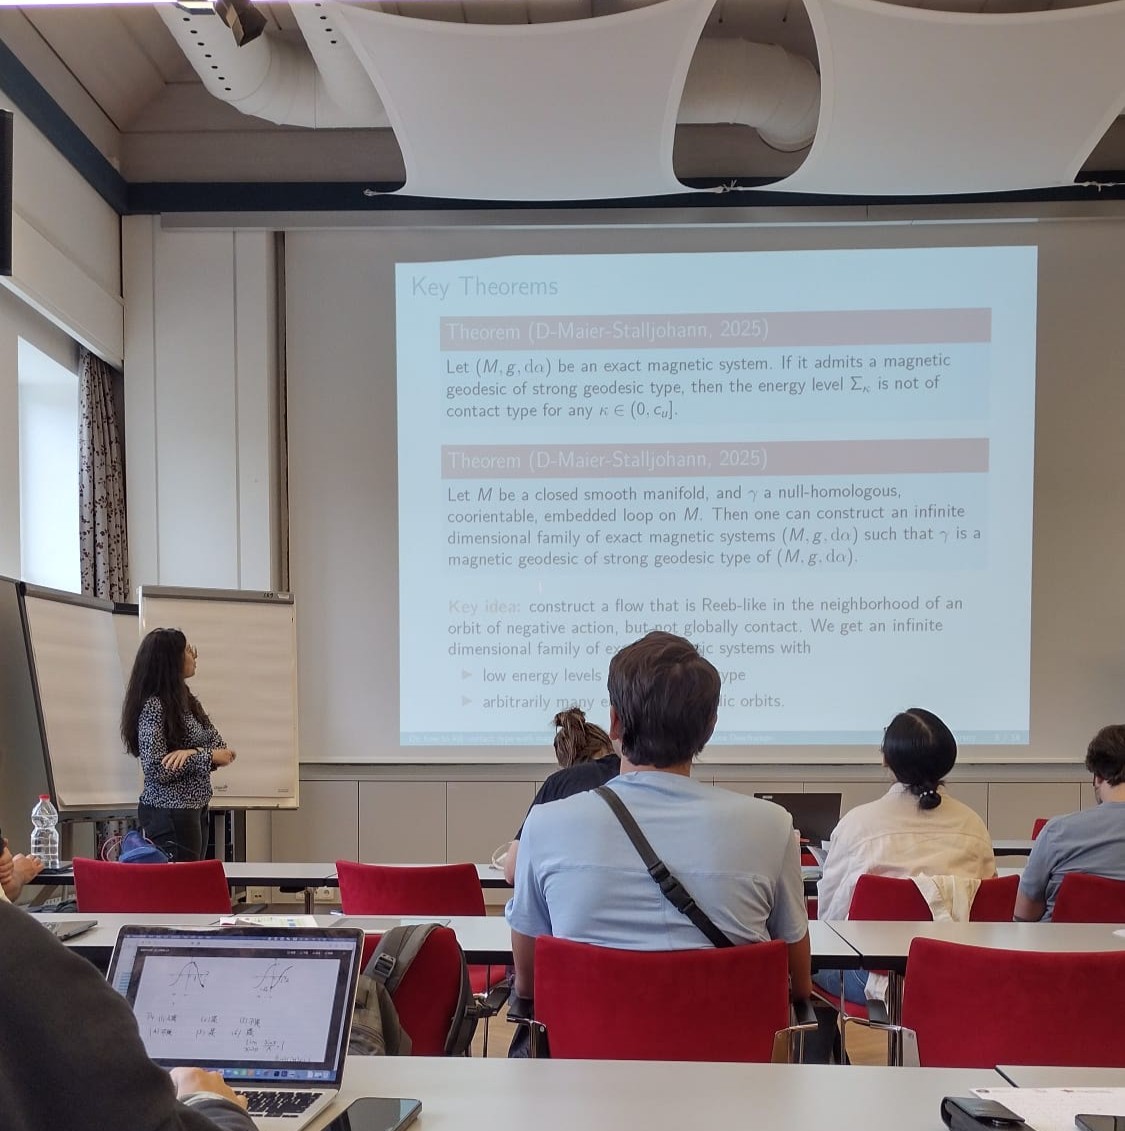 Key Theorems
Theorem (D-Maier-Stalljohann, 2025)
Let (M, g, dα) be an exact magnetic system. If it admits a magnetic
geodesic of strong geodesic type, then the energy level Σκ is not of
contact type for any κ ∈ (0, cᵤ].
Theorem (D-Maier-Stalljohann, 2025)
Let M be a closed smooth manifold, and γ a null-homologous,
coorientable, embedded loop on M. Then one can construct an infinite
dimensional family of exact magnetic systems (M, g, dα) such that γ is a
magnetic geodesic of strong geodesic type of (M, g, dα).
Key idea: construct a flow that is Reeb-like in the neighborhood of an
orbit of negative action, but not globally contact. We get an infinite
dimensional family of systems with
low energy levels
arbitrarily many orbits.